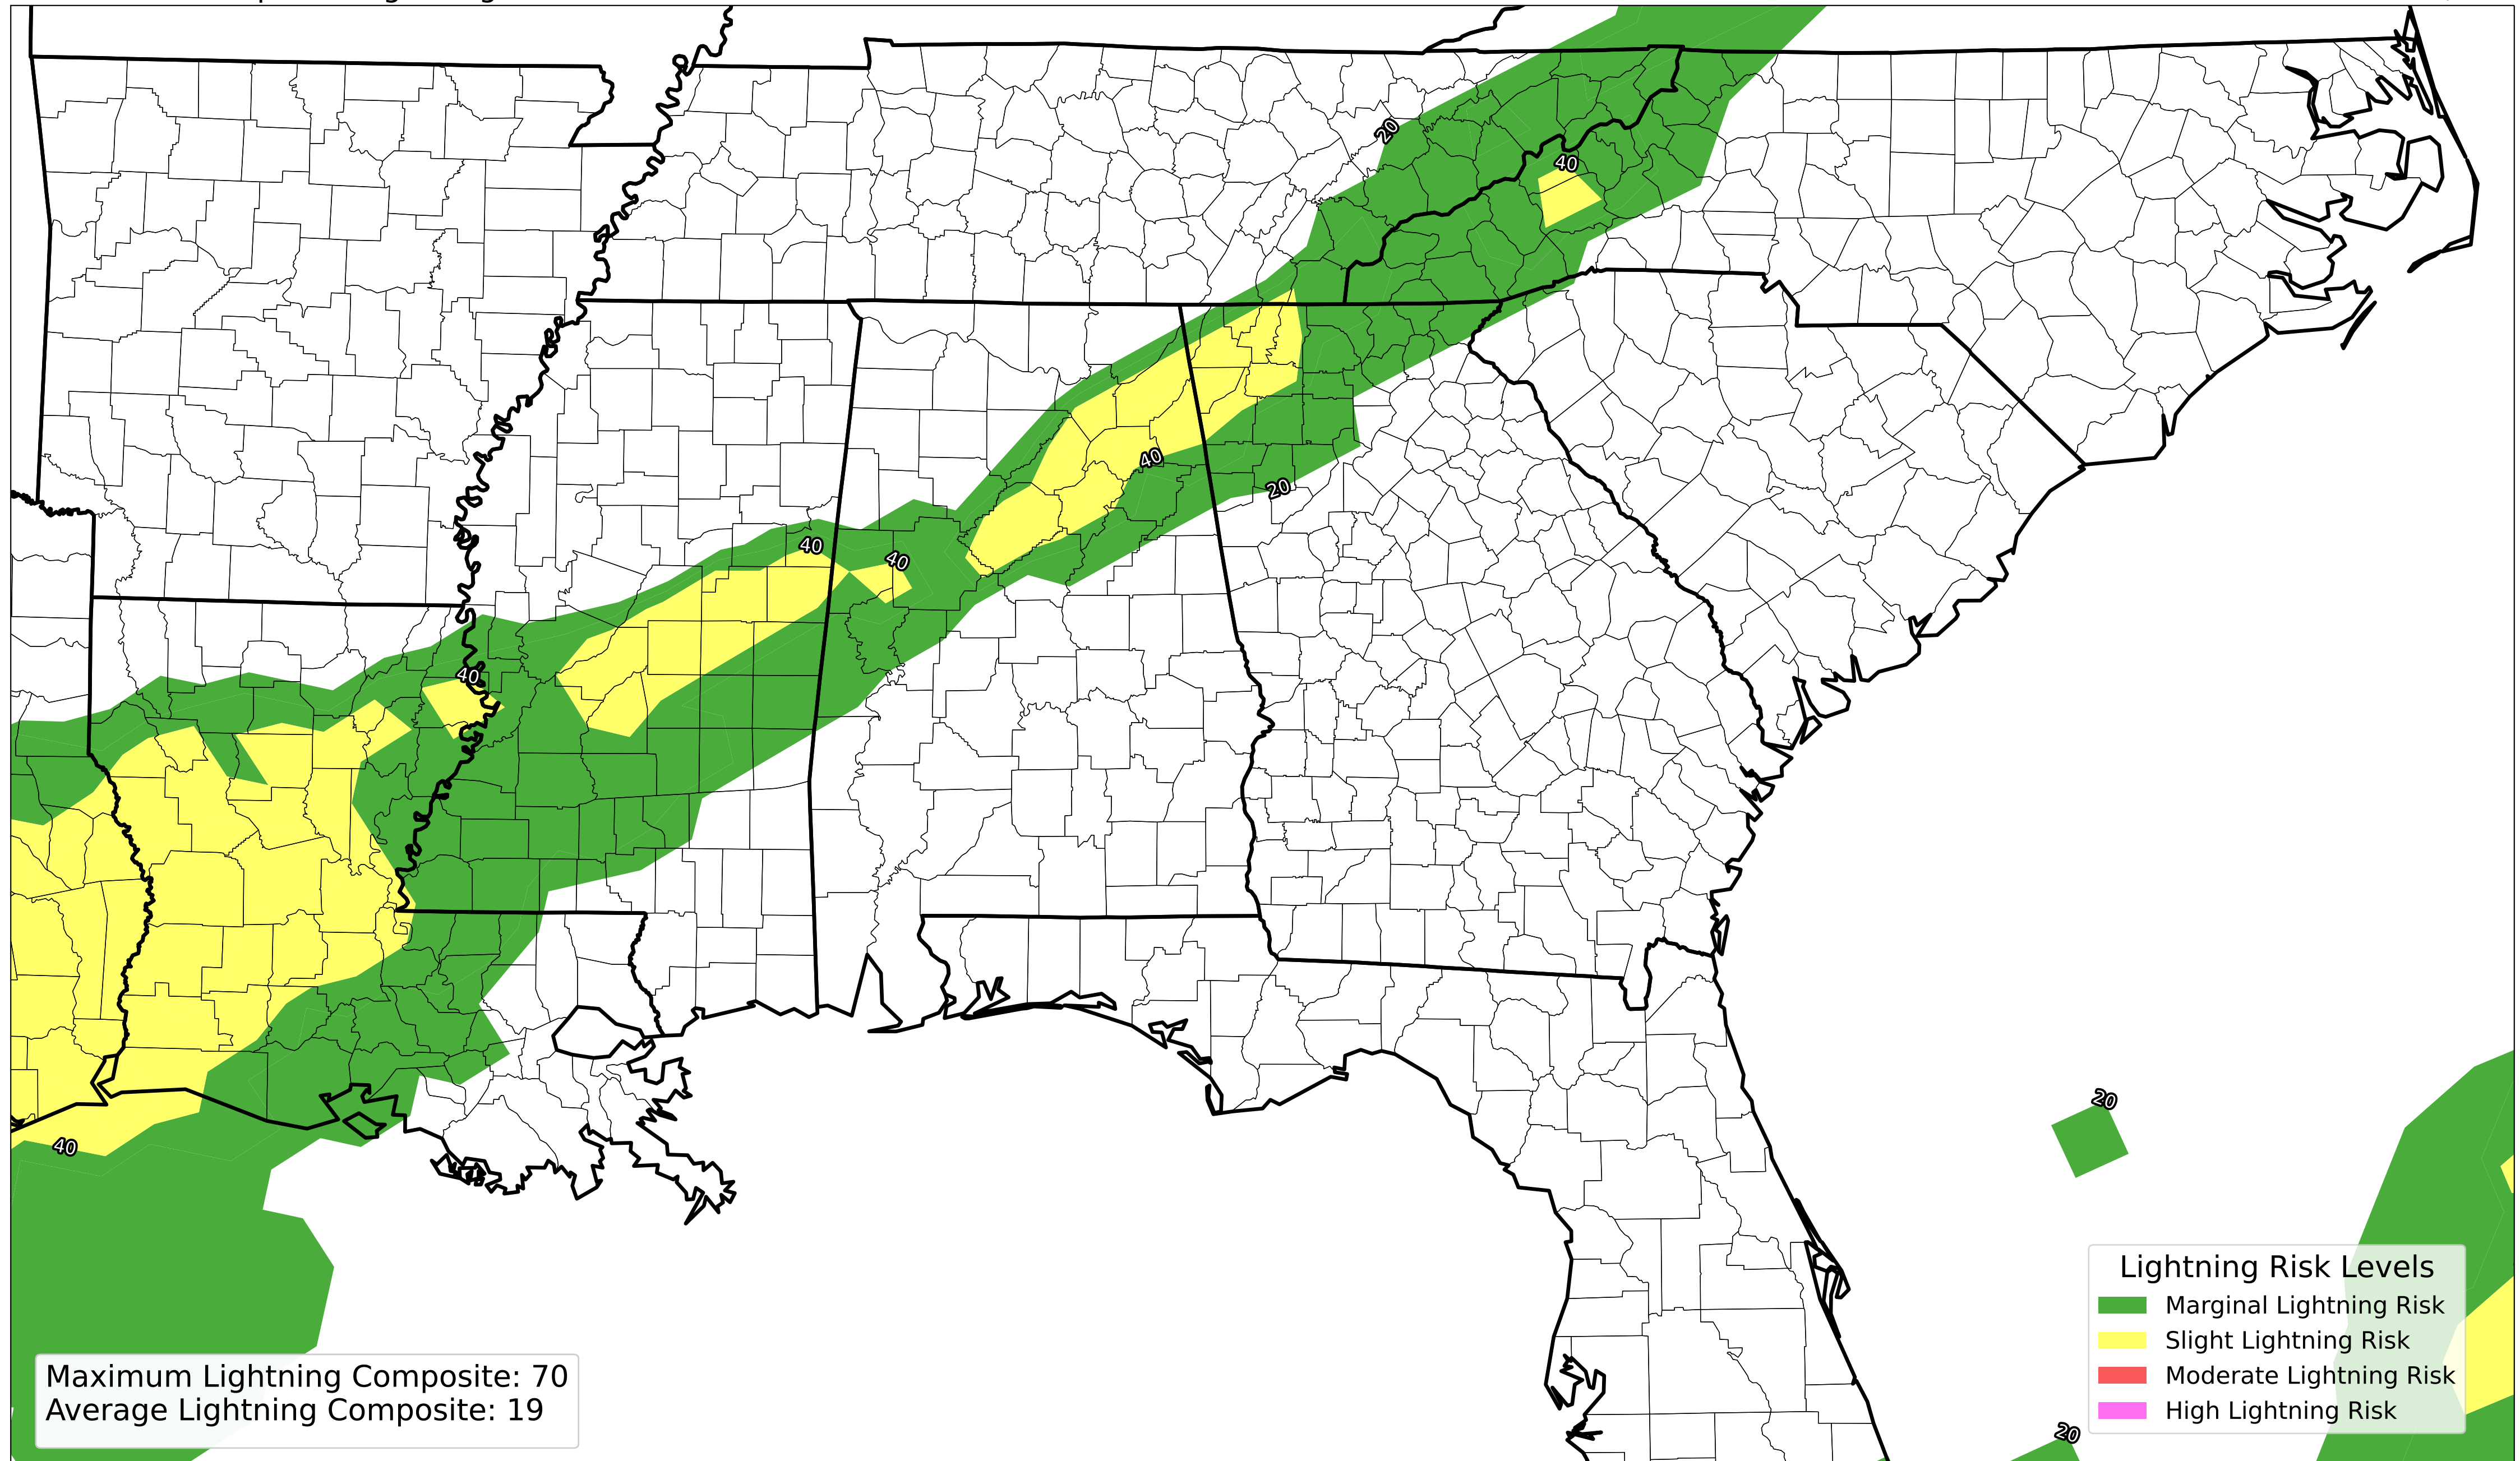 20
40
40
20
40
40
40
40
20
20
Lightning Risk Levels
Marginal Lightning Risk
Slight Lightning Risk
Moderate Lightning Risk
High Lightning Risk
Maximum Lightning Composite: 70
Average Lightning Composite: 19